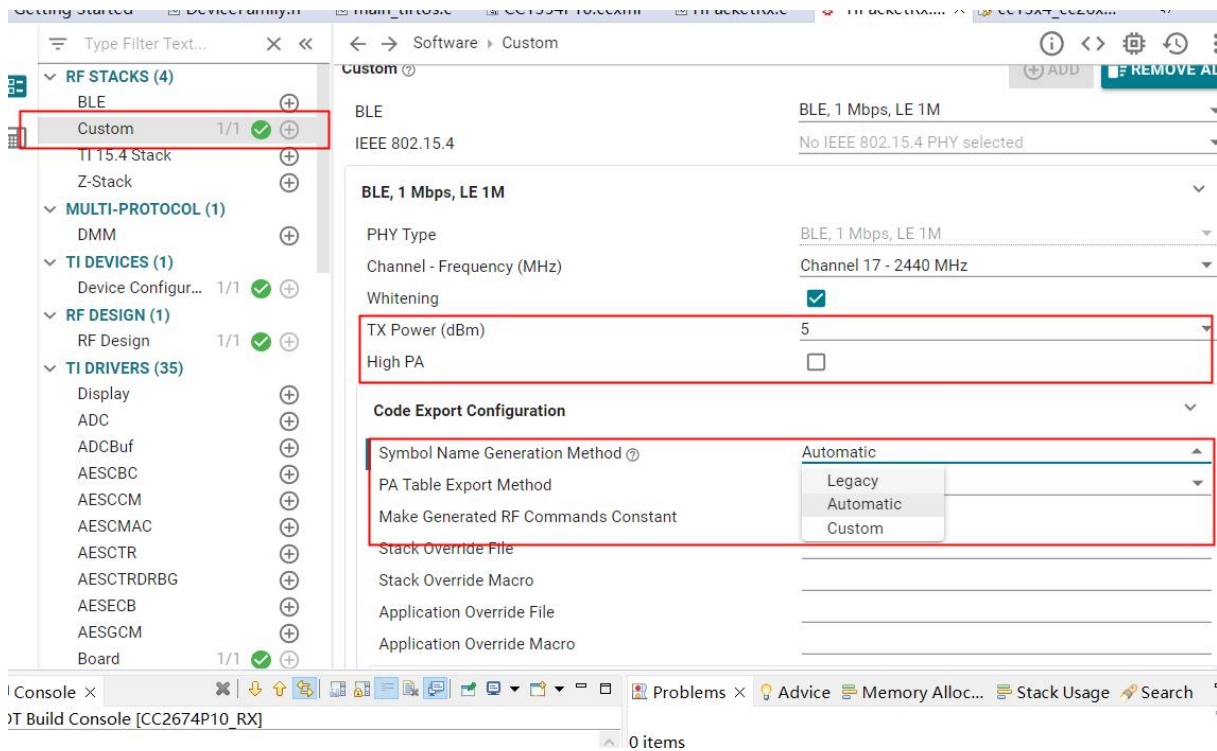 Getting Started
DeviceFamily.h
main_tirtos.c
Type Filter Text...
Software
Custom
RF STACKS (4)
BLE
Custom 1/1
TI 15.4 Stack
Z-Stack
MULTI-PROTOCOL (1)
DMM
TI DEVICES (1)
Device Configur... 1/1
RF DESIGN (1)
RF Design 1/1
TI DRIVERS (35)
Display
ADC
ADCBuf
AESCBC
AESCCM
AESCMAC
AESCTR
AESCTRDRBG
AESECB
AESGCM
Board 1/1
Custom
ADD
REMOVE AL
BLE BLE, 1 Mbps, LE 1M
IEEE 802.15.4 No IEEE 802.15.4 PHY selected
BLE, 1 Mbps, LE 1M
PHY Type BLE, 1 Mbps, LE 1M
Channel - Frequency (MHz) Channel 17 - 2440 MHz
Whitening
TX Power (dBm) 5
High PA
Code Export Configuration
Symbol Name Generation Method Automatic
PA Table Export Method
Legacy
Automatic
Custom
Make Generated RF Commands Constant
Stack Override File
Stack Override Macro
Application Override File
Application Override Macro
Console
OT Build Console [CC2674P10_RX]
Problems
Advice
Memory Alloc...
Stack Usage
Search
0 items